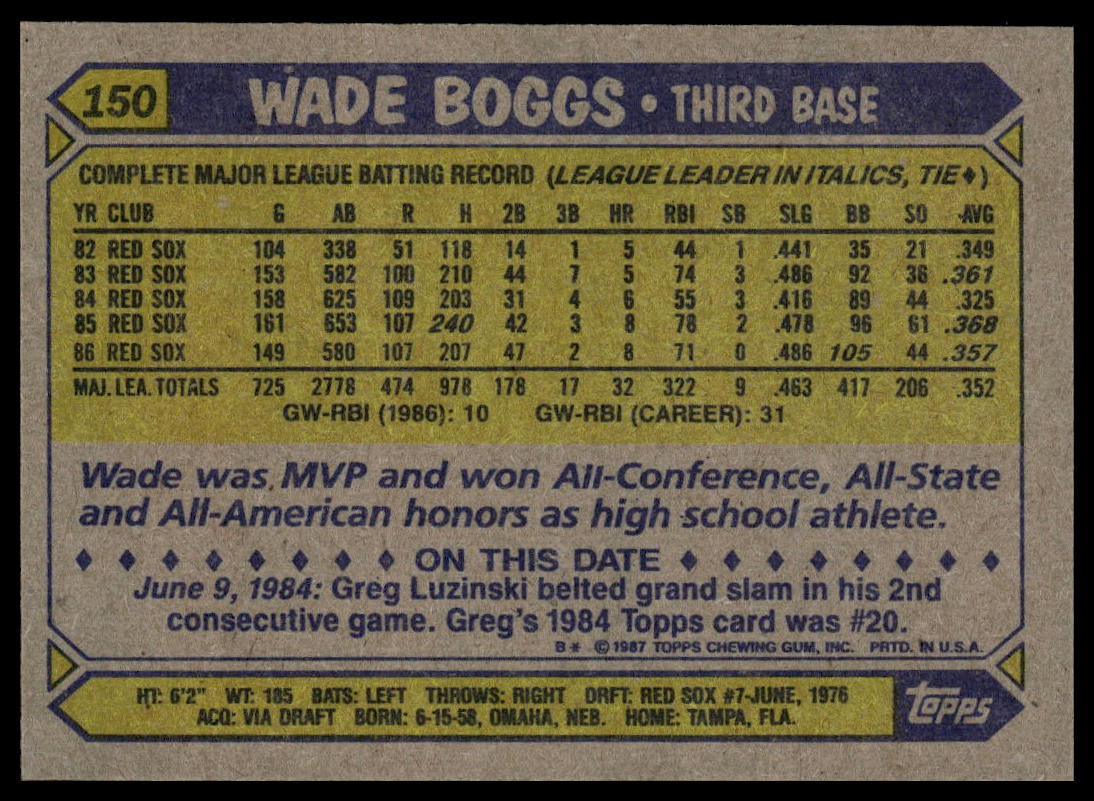 150 WADE BOGGS • THIRD BASE
COMPLETE MAJOR LEAGUE BATTING RECORD (LEAGUE LEADER IN ITALICS, TIE♦)
YR CLUB G AB R H 2B 3B HR RBI SB SLG BB SO AVG
82 RED SOX 104 338 51 118 14 1 5 44 1 .441 35 21 .349
83 RED SOX 153 582 100 210 44 7 5 74 3 .486 92 36 .361
84 RED SOX 158 625 109 203 31 4 6 55 3 .416 89 44 .325
85 RED SOX 161 653 107 240 42 3 8 78 2 .478 96 61 .368
86 RED SOX 149 580 107 207 47 2 8 71 0 .486 105 44 .357
MAJ. LEA. TOTALS 725 2778 474 978 178 17 32 322 9 .463 417 206 .352
GW-RBI (1986): 10 GW-RBI (CAREER): 31
Wade was MVP and won All-Conference, All-State
and All-American honors as high school athlete.
♦ ♦ ♦ ♦ ♦ ♦ ♦ ♦ ON THIS DATE ♦ ♦ ♦ ♦ ♦ ♦ ♦ ♦
June 9, 1984: Greg Luzinski belted grand slam in his 2nd
consecutive game. Greg's 1984 Topps card was #20.
B* © 1987 TOPPS CHEWING GUM, INC. PRTD. IN U.S.A.
HT: 6'2" WT: 185 BATS: LEFT THROWS: RIGHT DRFT: RED SOX #7-JUNE, 1976
ACQ: VIA DRAFT BORN: 6-15-58, OMAHA, NEB. HOME: TAMPA, FLA.
topps